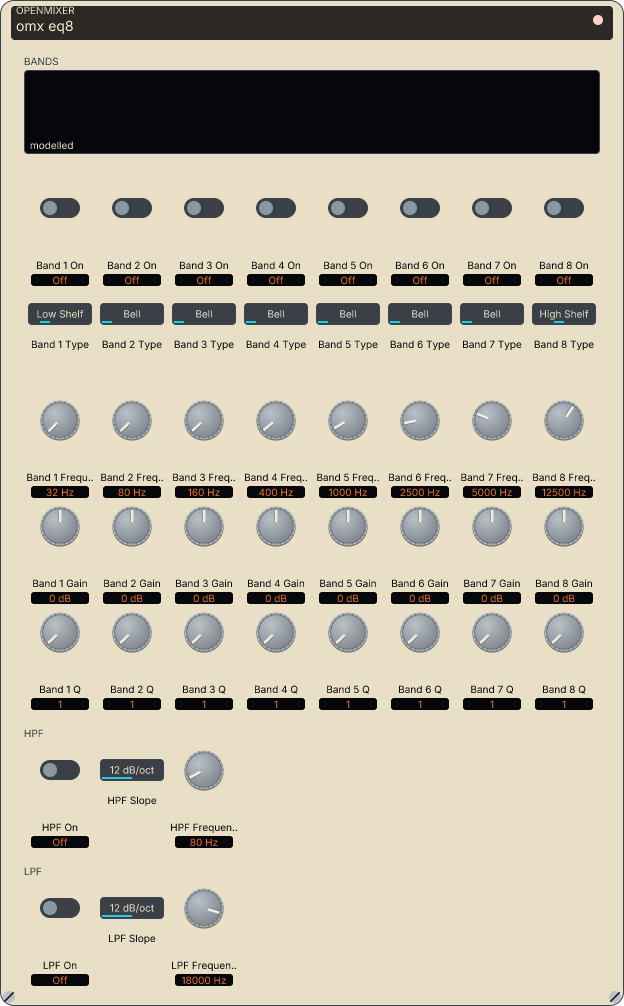 OPENMIXER
omx eq8
BANDS
modelled
Band 1 On Band 2 On Band 3 On Band 4 On Band 5 On Band 6 On Band 7 On Band 8 On
Off Off Off Off Off Off Off Off
Low Shelf Bell Bell Bell Bell Bell Bell High Shelf
Band 1 Type Band 2 Type Band 3 Type Band 4 Type Band 5 Type Band 6 Type Band 7 Type Band 8 Type
Band 1 Frequ.. Band 2 Freq.. Band 3 Freq.. Band 4 Freq.. Band 5 Freq.. Band 6 Freq.. Band 7 Freq.. Band 8 Freq..
32 Hz 80 Hz 160 Hz 400 Hz 1000 Hz 2500 Hz 5000 Hz 12500 Hz
Band 1 Gain Band 2 Gain Band 3 Gain Band 4 Gain Band 5 Gain Band 6 Gain Band 7 Gain Band 8 Gain
0 dB 0 dB 0 dB 0 dB 0 dB 0 dB 0 dB 0 dB
Band 1 Q Band 2 Q Band 3 Q Band 4 Q Band 5 Q Band 6 Q Band 7 Q Band 8 Q
1 1 1 1 1 1 1 1
HPF
12 dB/oct
HPF Slope
HPF On HPF Frequen..
Off 80 Hz
LPF
12 dB/oct
LPF Slope
LPF On LPF Frequen..
Off 18000 Hz